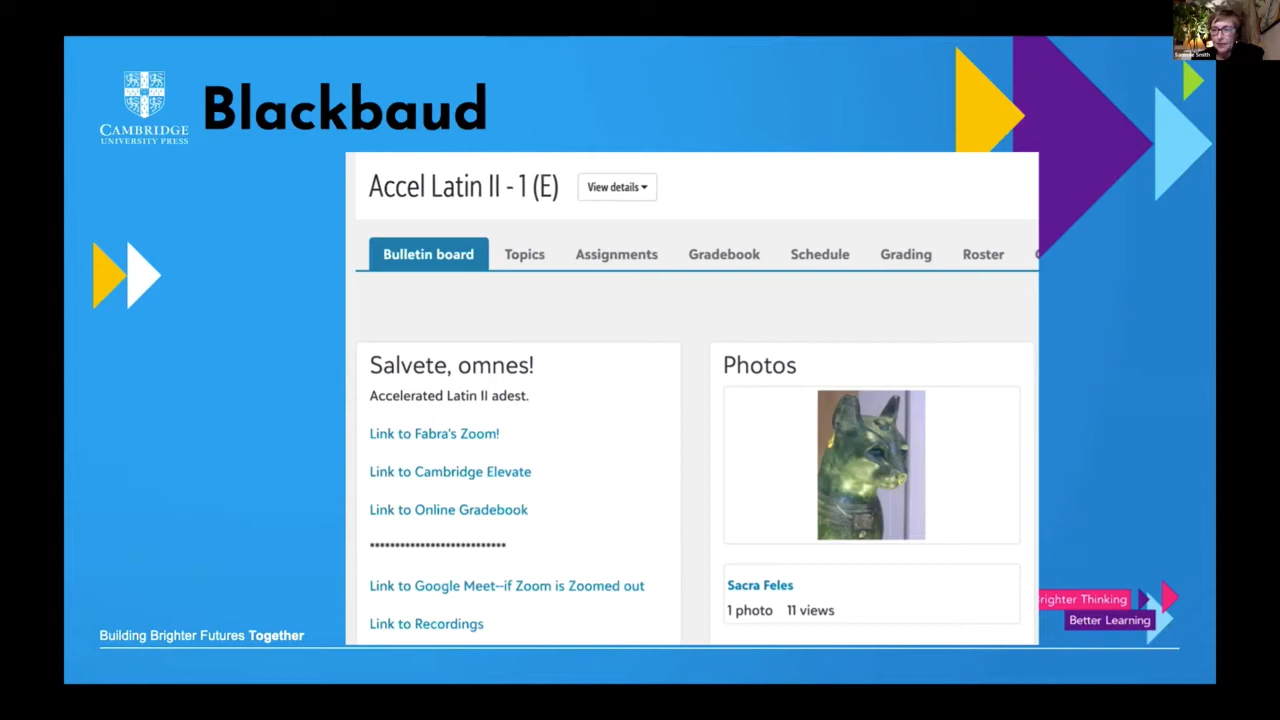 Suzanne Smith
CAMBRIDGE
UNIVERSITY PRESS
Blackbaud
Accel Latin II - 1 (E)
View details
Bulletin board
Topics
Assignments
Gradebook
Schedule
Grading
Roster
Salvete, omnes!
Accelerated Latin II adest.
Link to Fabra's Zoom!
Link to Cambridge Elevate
Link to Online Gradebook
***************************
Link to Google Meet--if Zoom is Zoomed out
Link to Recordings
Photos
Sacra Feles
1 photo 11 views
Brighter Thinking
Better Learning
Building Brighter Futures Together